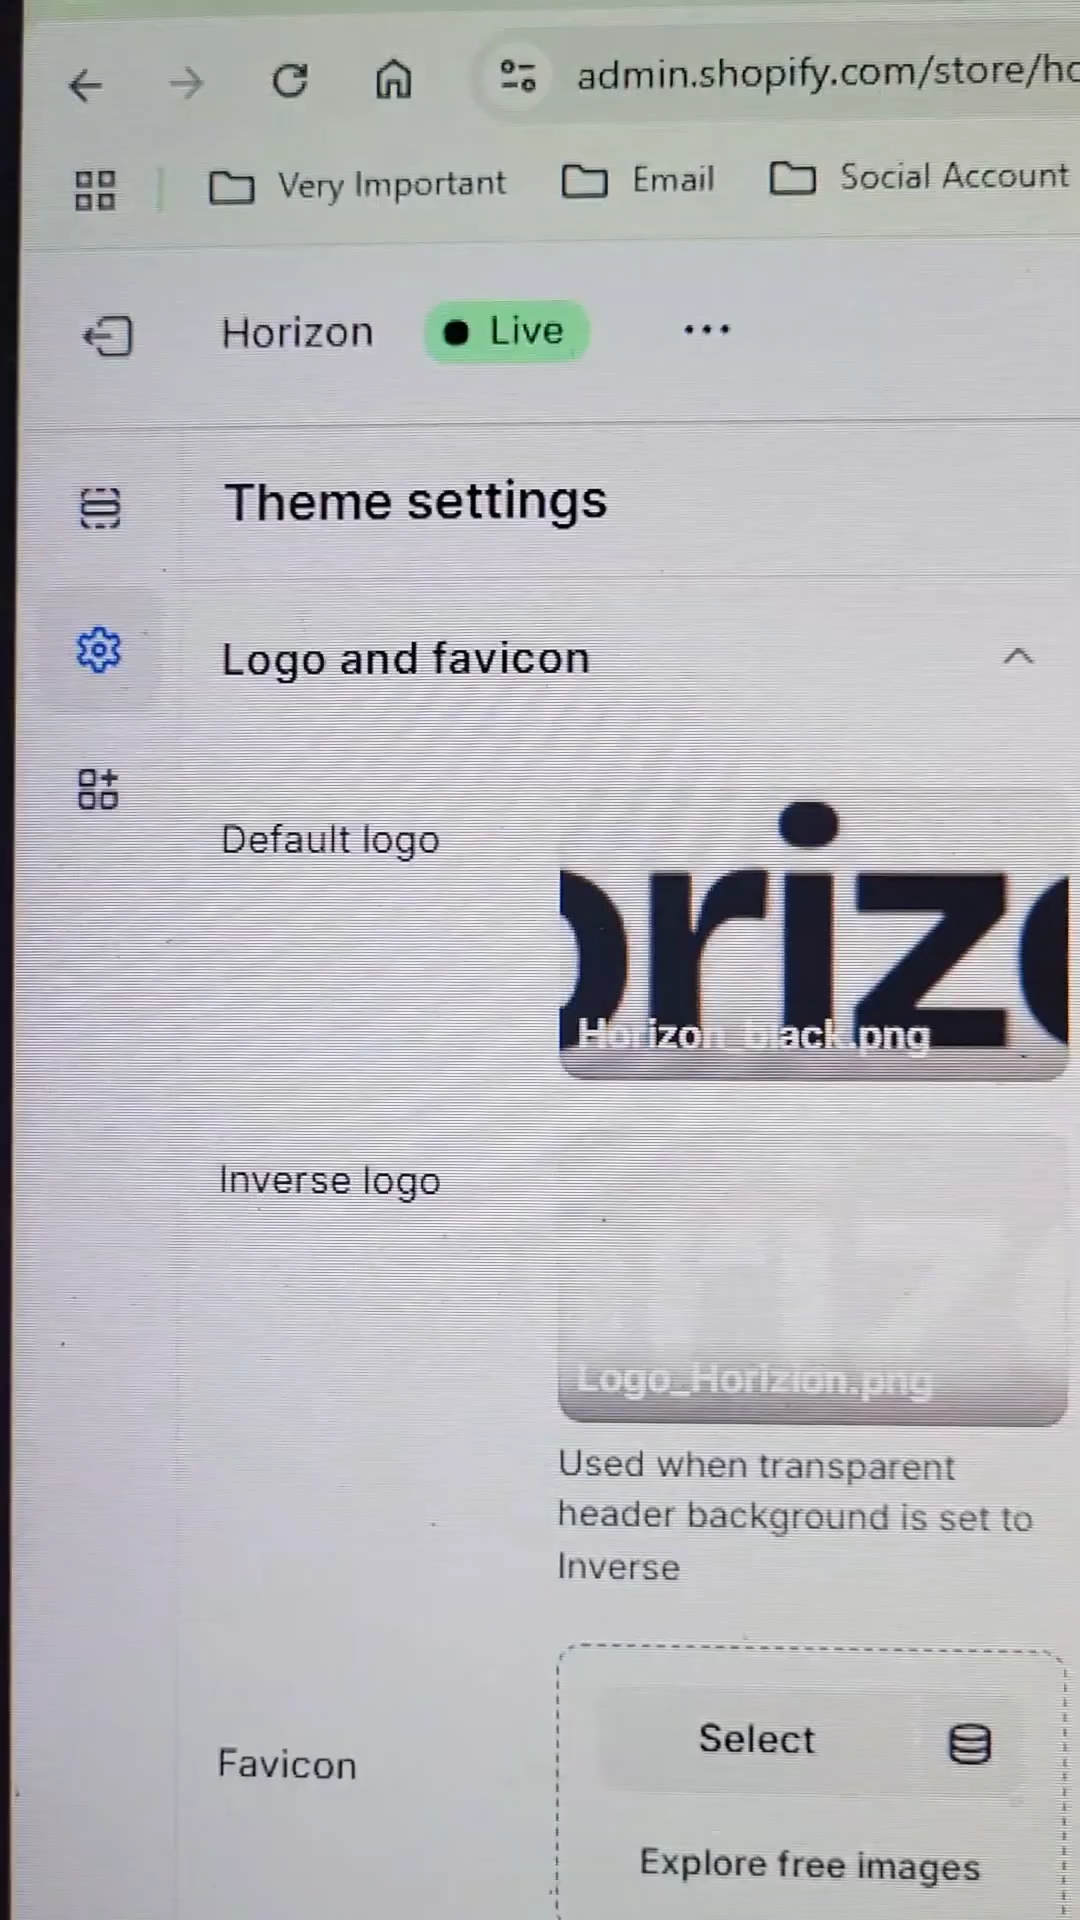 admin.shopify.com/store/ho
Very Important
Email
Social Account
Horizon
Live
Theme settings
Logo and favicon
Default logo
orizo
Horizon_black.png
Inverse logo
Logo_Horizion.png
Used when transparent
header background is set to
Inverse
Favicon
Select
Explore free images